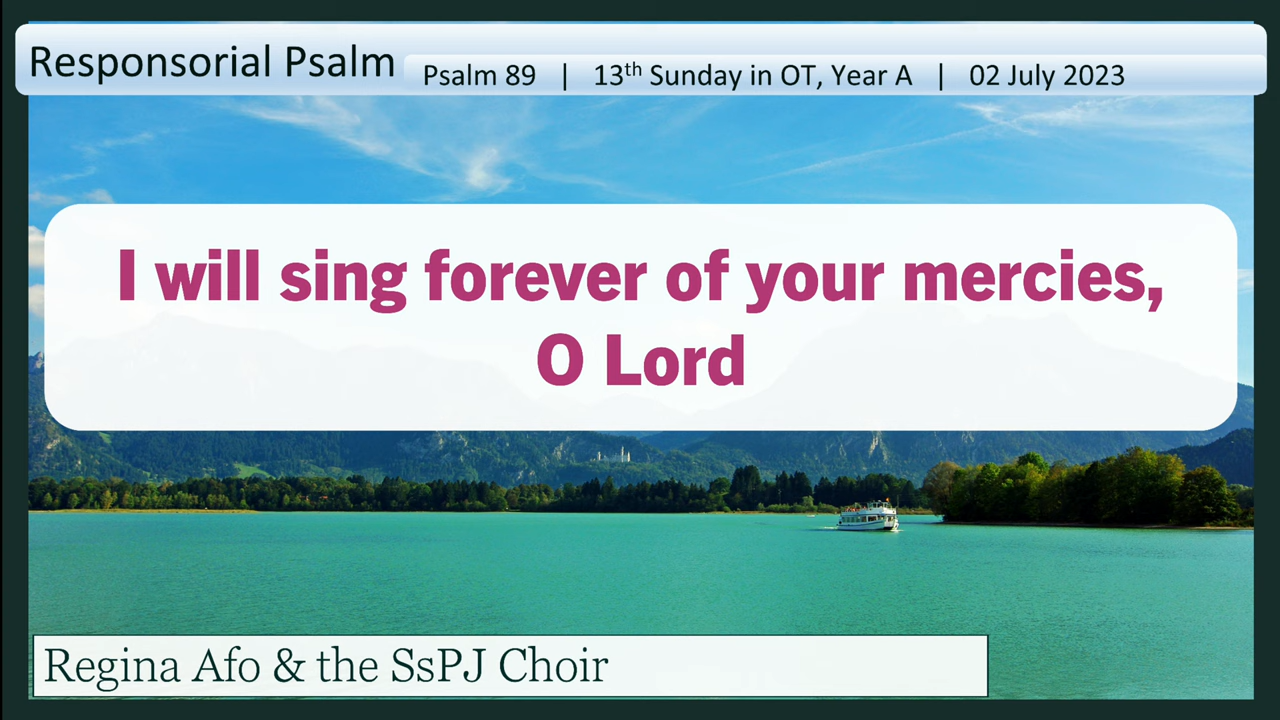 Responsorial Psalm
Psalm 89 | 13th Sunday in OT, Year A | 02 July 2023
I will sing forever of your mercies,
O Lord
Regina Afo & the SsPJ Choir